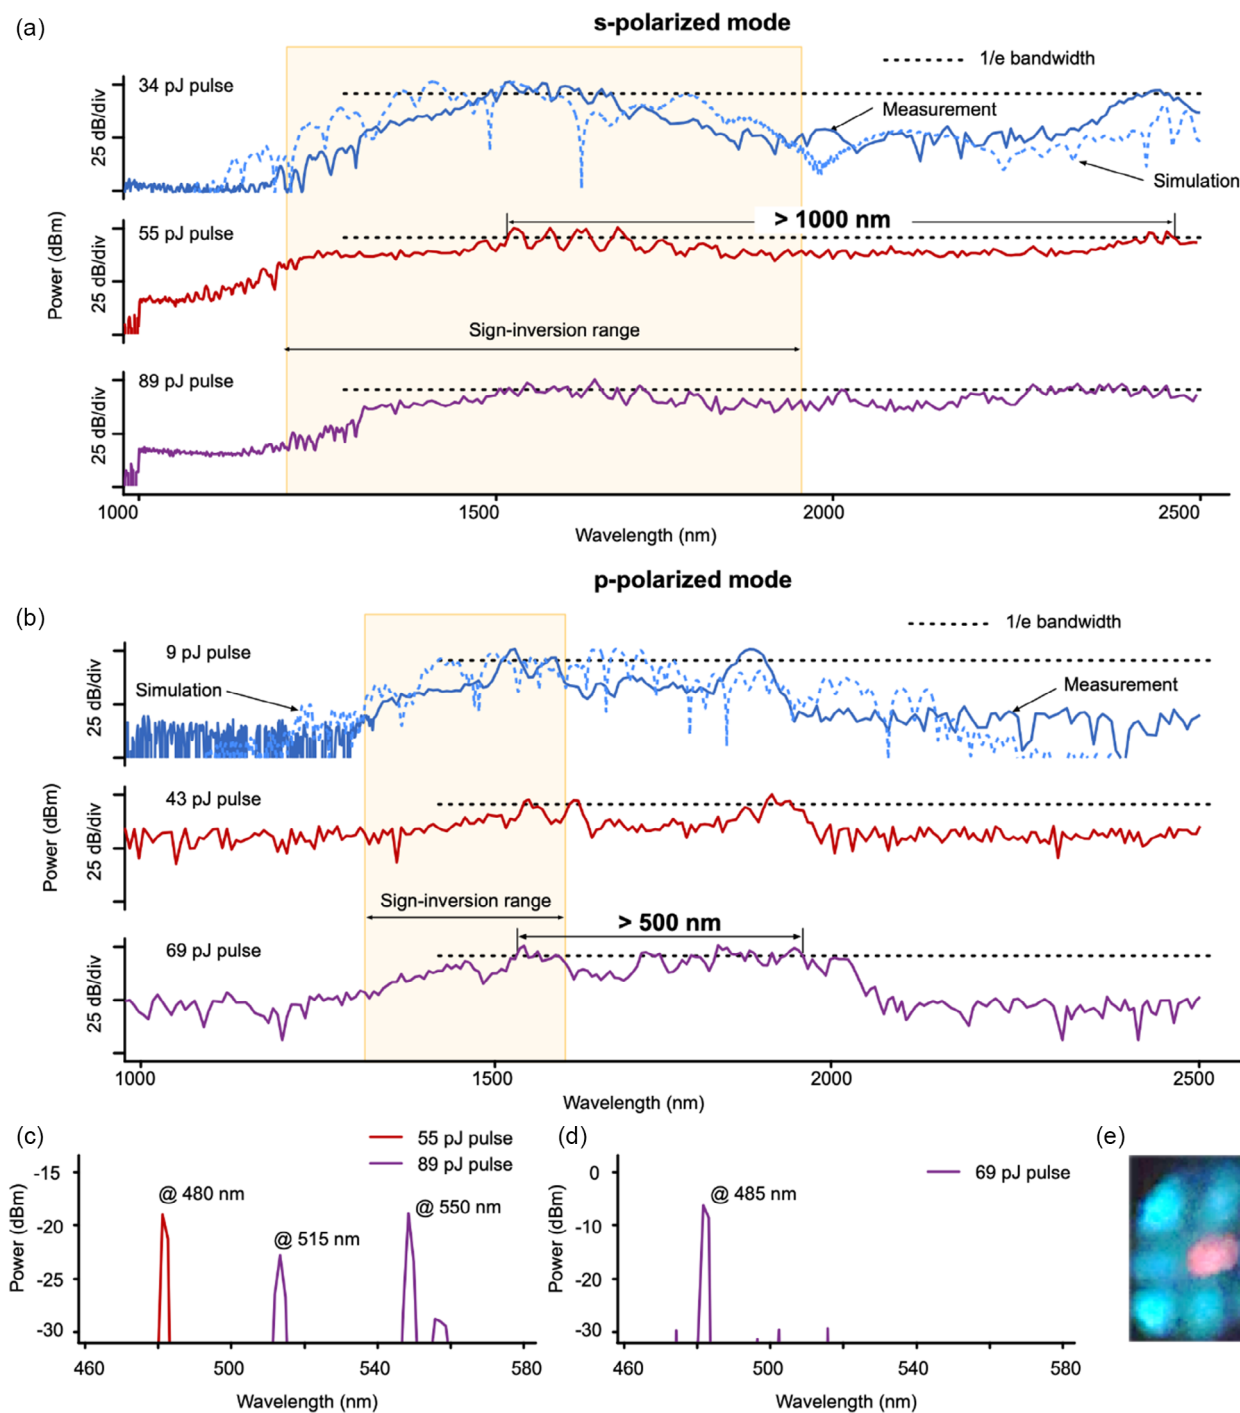 (a)
s-polarized mode
34 pJ pulse
1/e bandwidth
Measurement
Simulation
25 dB/div
> 1000 nm
55 pJ pulse
25 dB/div
Power (dBm)
Sign-inversion range
89 pJ pulse
25 dB/div
1000 1500 2000 2500
Wavelength (nm)
p-polarized mode
(b)
1/e bandwidth
9 pJ pulse
Simulation
Measurement
25 dB/div
43 pJ pulse
25 dB/div
Power (dBm)
Sign-inversion range
> 500 nm
69 pJ pulse
25 dB/div
1000 1500 2000 2500
Wavelength (nm)
(c)
55 pJ pulse
89 pJ pulse
-15
@ 480 nm
@ 550 nm
-20
@ 515 nm
-25
-30
Power (dBm)
460 500 540 580
Wavelength (nm)
(d)
69 pJ pulse
0
@ 485 nm
-10
-20
-30
Power (dBm)
460 500 540 580
Wavelength (nm)
(e)